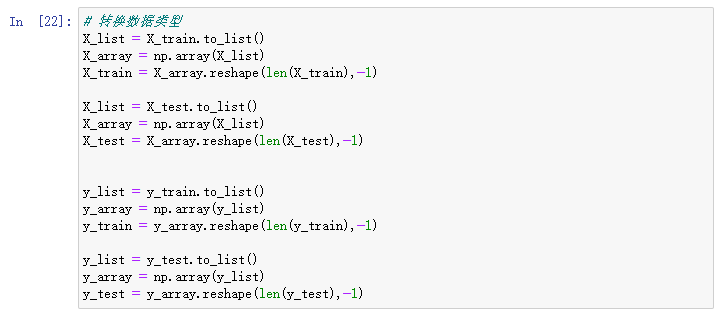 In [22]: # 转换数据类型
X_list = X_train.to_list()
X_array = np.array(X_list)
X_train = X_array.reshape(len(X_train),-1)
X_list = X_test.to_list()
X_array = np.array(X_list)
X_test = X_array.reshape(len(X_test),-1)
y_list = y_train.to_list()
y_array = np.array(y_list)
y_train = y_array.reshape(len(y_train),-1)
y_list = y_test.to_list()
y_array = np.array(y_list)
y_test = y_array.reshape(len(y_test),-1)